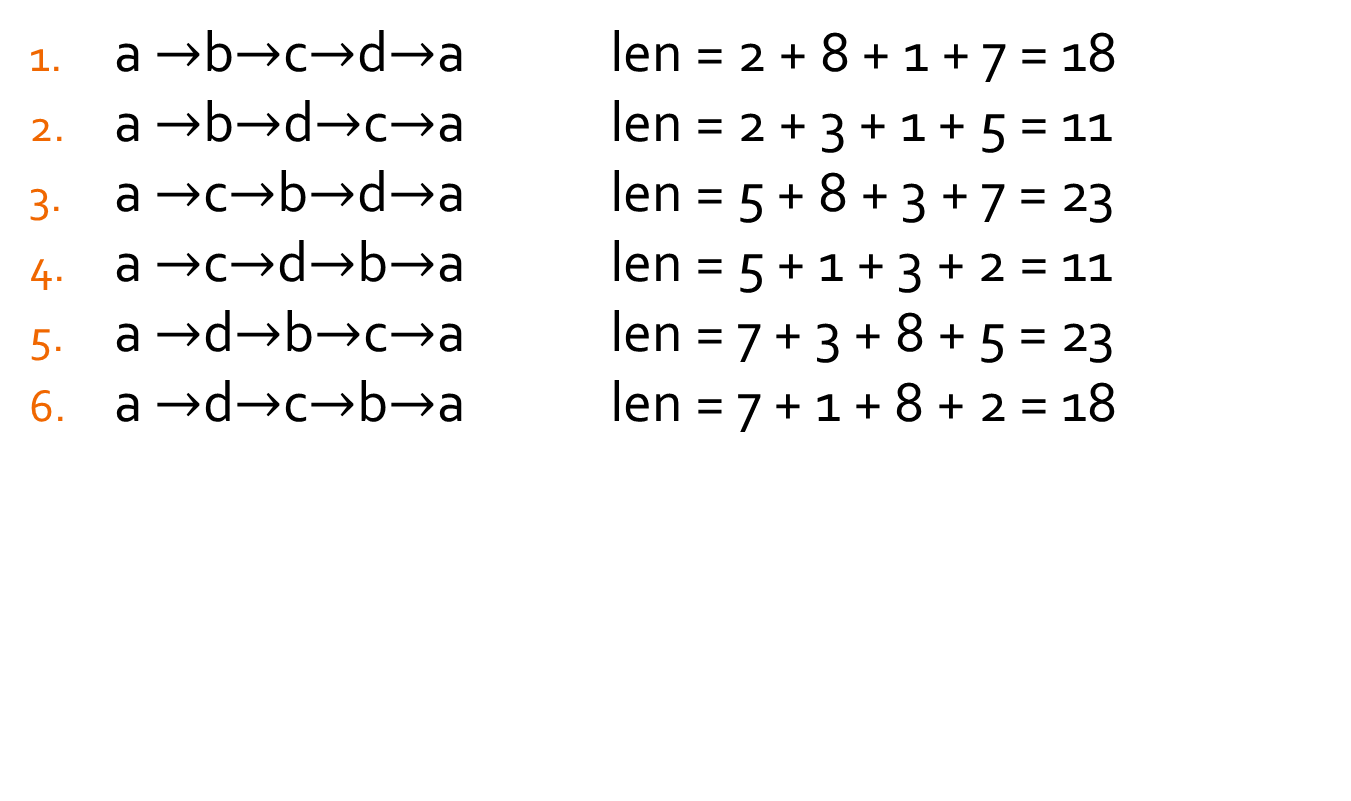 1. a →b→c→d→a len = 2 + 8 + 1 + 7 = 18
2. a →b→d→c→a len = 2 + 3 + 1 + 5 = 11
3. a →c→b→d→a len = 5 + 8 + 3 + 7 = 23
4. a →c→d→b→a len = 5 + 1 + 3 + 2 = 11
5. a →d→b→c→a len = 7 + 3 + 8 + 5 = 23
6. a →d→c→b→a len = 7 + 1 + 8 + 2 = 18